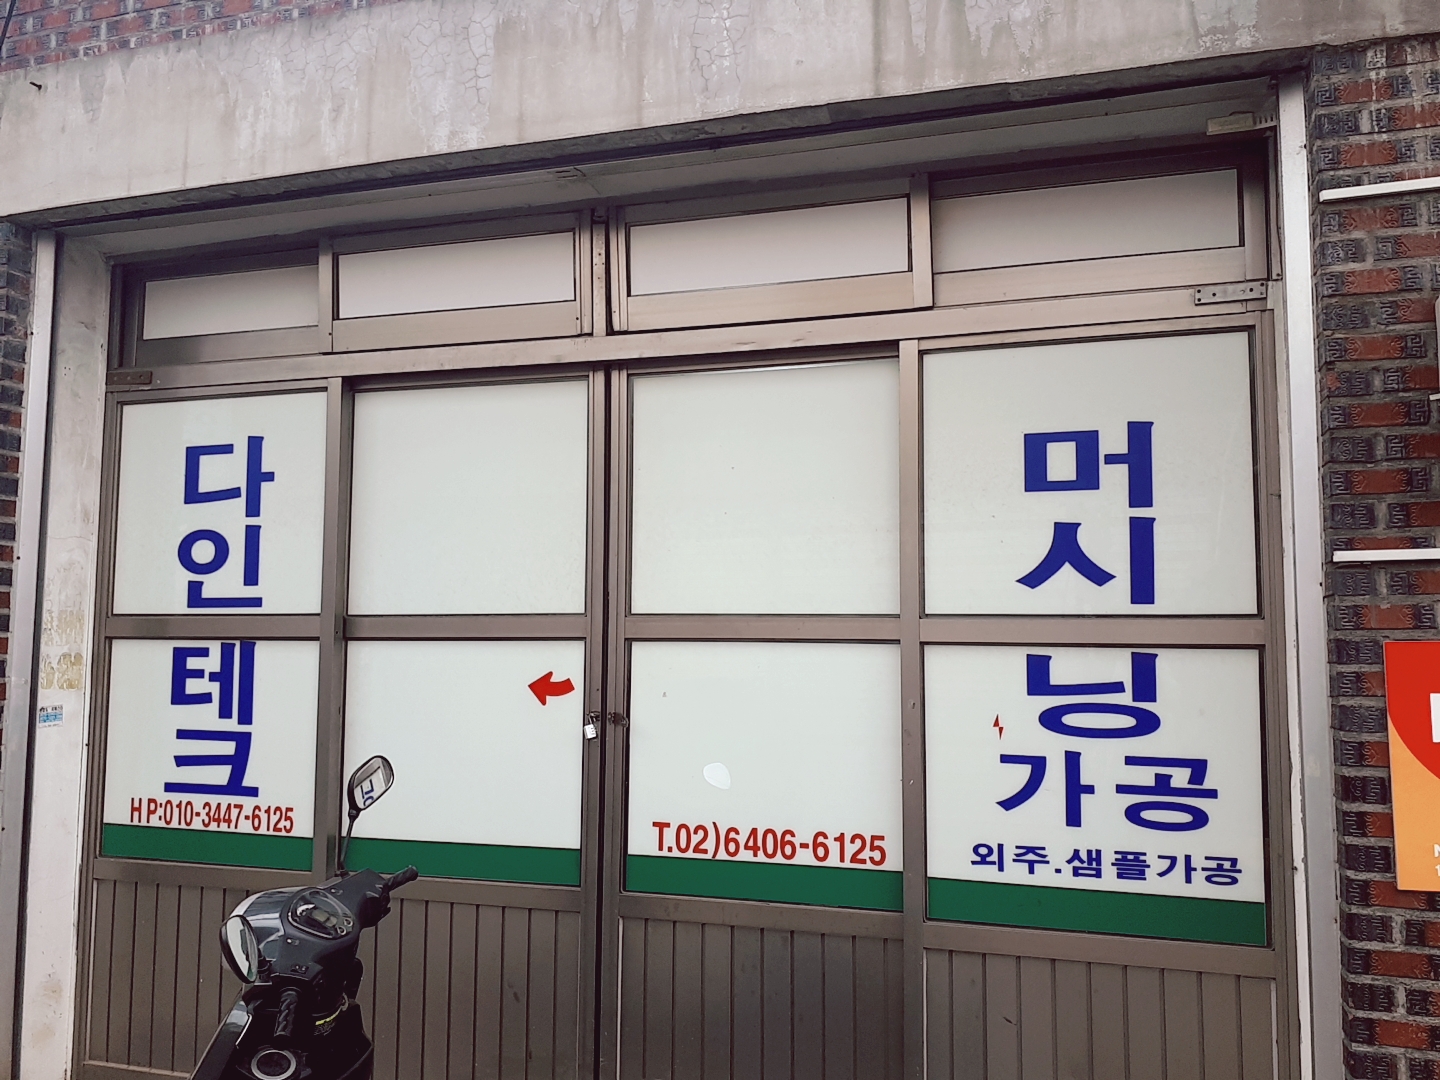 다인테크
HP:010-3447-6125
T.02)6406-6125
머시닝
가공
외주.샘플가공